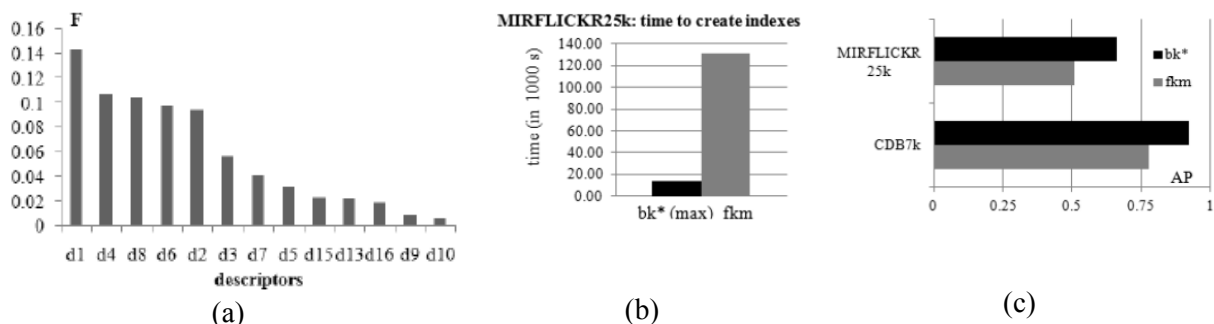 F
0.16
0.14
0.12
0.1
0.08
0.06
0.04
0.02
0
d1 d4 d8 d6 d2 d3 d7 d5 d15 d13 d16 d9 d10
descriptors
(a)
MIRFLICKR25k: time to create indexes
time (in 1000 s)
140.00
120.00
100.00
80.00
60.00
40.00
20.00
0.00
bk* (max) fkm
(b)
MIRFLICKR
25k
CDB7k
bk*
fkm
AP
0 0.25 0.5 0.75 1
(c)